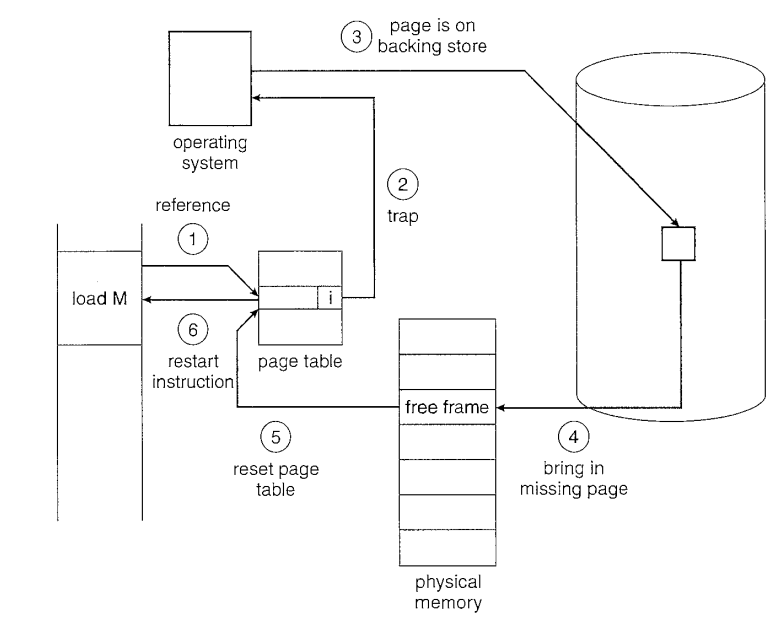 3
page is on
backing store
operating
system
2
trap
reference
1
load M
i
6
restart
instruction
page table
free frame
5
reset page
table
4
bring in
missing page
physical
memory